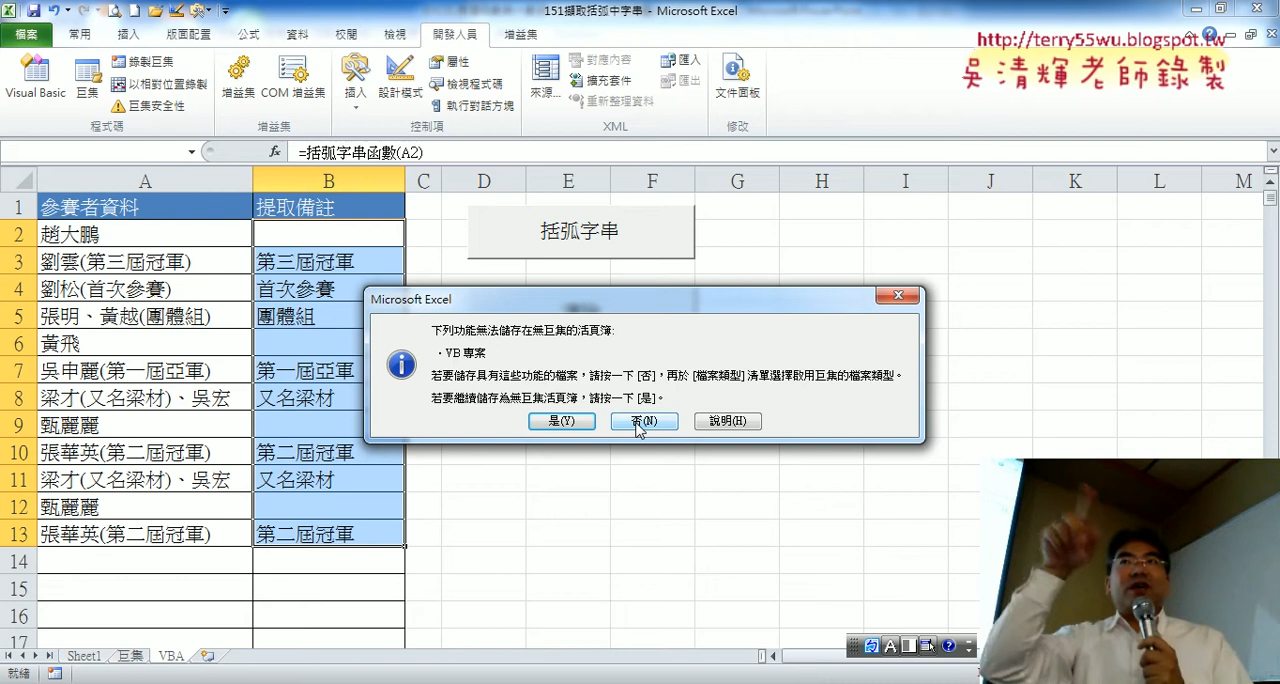 151擷取括弧中字串 - Microsoft Excel
檔案 常用 插入 版面配置 公式 資料 校閱 檢視 開發人員 增益集
http://terry55wu.blogspot.tw
吳清輝老師錄製
Visual Basic
巨集
錄製巨集
以相對位置錄製
巨集安全性
程式碼
增益集
COM 增益集
增益集
插入
設計模式
屬性
檢視程式碼
執行對話方塊
控制項
來源...
對應內容
擴充套件
重新整理資料
匯入
匯出
XML
文件面板
修改
fx =括弧字串函數(A2)
A B C D E F G H I J K L M
1 參賽者資料 提取備註
2 趙大鵬
3 劉雲(第三屆冠軍) 第三屆冠軍
4 劉松(首次參賽) 首次參賽
5 張明、黃越(團體組) 團體組
6 黃飛
7 吳申麗(第一屆亞軍) 第一屆亞軍
8 梁才(又名梁材)、吳宏 又名梁材
9 甄麗麗
10 張華英(第二屆冠軍) 第二屆冠軍
11 梁才(又名梁材)、吳宏 又名梁材
12 甄麗麗
13 張華英(第二屆冠軍) 第二屆冠軍
14
15
16
17
括弧字串
Microsoft Excel
下列功能無法儲存在無巨集的活頁簿:
・VB 專案
若要儲存具有這些功能的檔案，請按一下 [否]，再於 [檔案類型] 清單選擇啟用巨集的檔案類型。
若要繼續儲存為無巨集活頁簿，請按一下 [是]。
是(Y) 否(N) 說明(H)
Sheet1 巨集 VBA
就緒